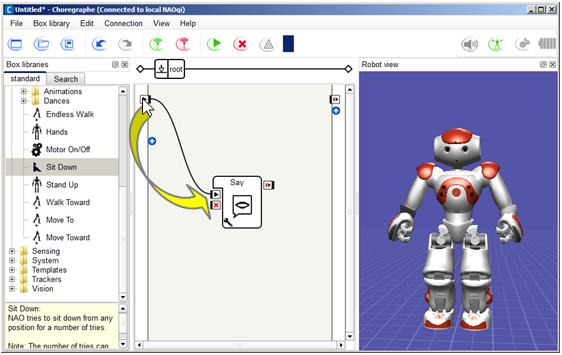 Untitled* - Choregraphe (Connected to local NAOqi)
File Box library Edit Connection View Help
Box libraries
standard Search
root
Robot view
Animations
Dances
Endless Walk
Hands
Motor On/Off
Sit Down
Stand Up
Walk Toward
Move To
Move Toward
Sensing
System
Templates
Trackers
Vision
Say
Sit Down:
NAO tries to sit down from any
position for a number of tries.
Note: The number of tries can